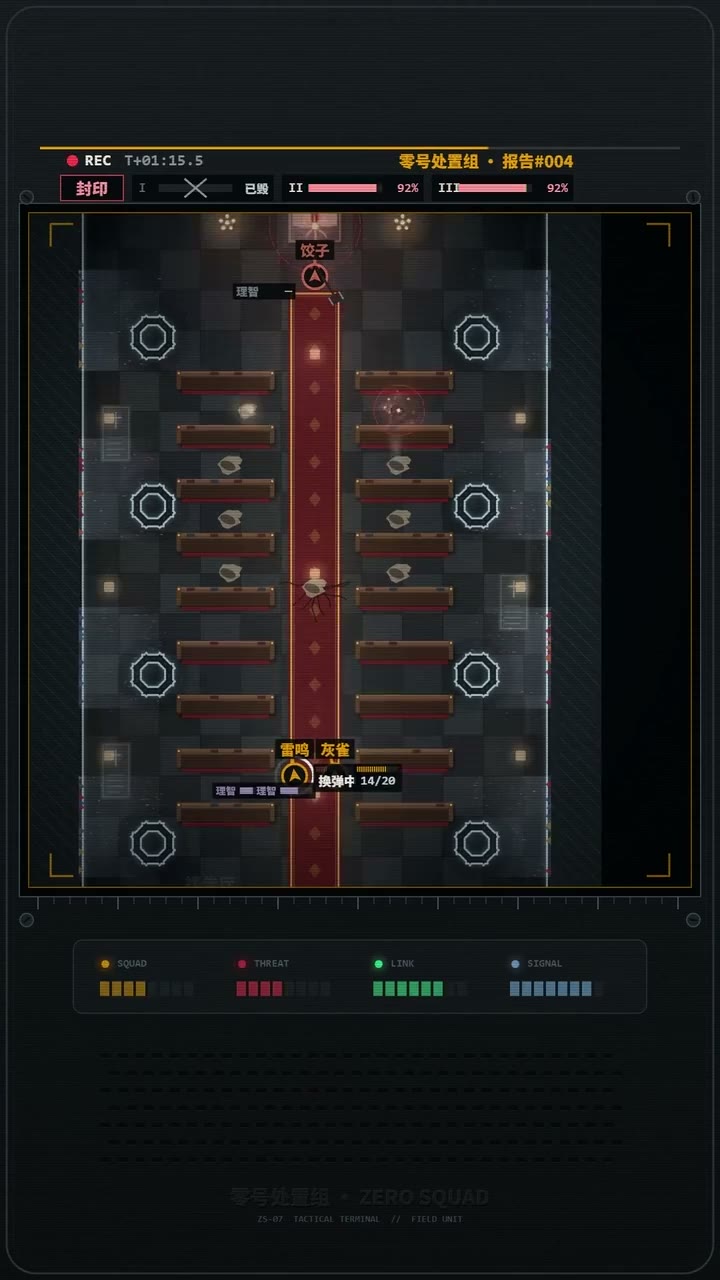 REC T+01:15.5 零号处置组 · 报告#004
封印 I 已毁 II 92% III 92%
饺子
理智
雷鸣 灰雀
换弹中 14/20
理智 理智
SQUAD THREAT LINK SIGNAL
零号处置组 · ZERO SQUAD
ZS-07 TACTICAL TERMINAL // FIELD UNIT